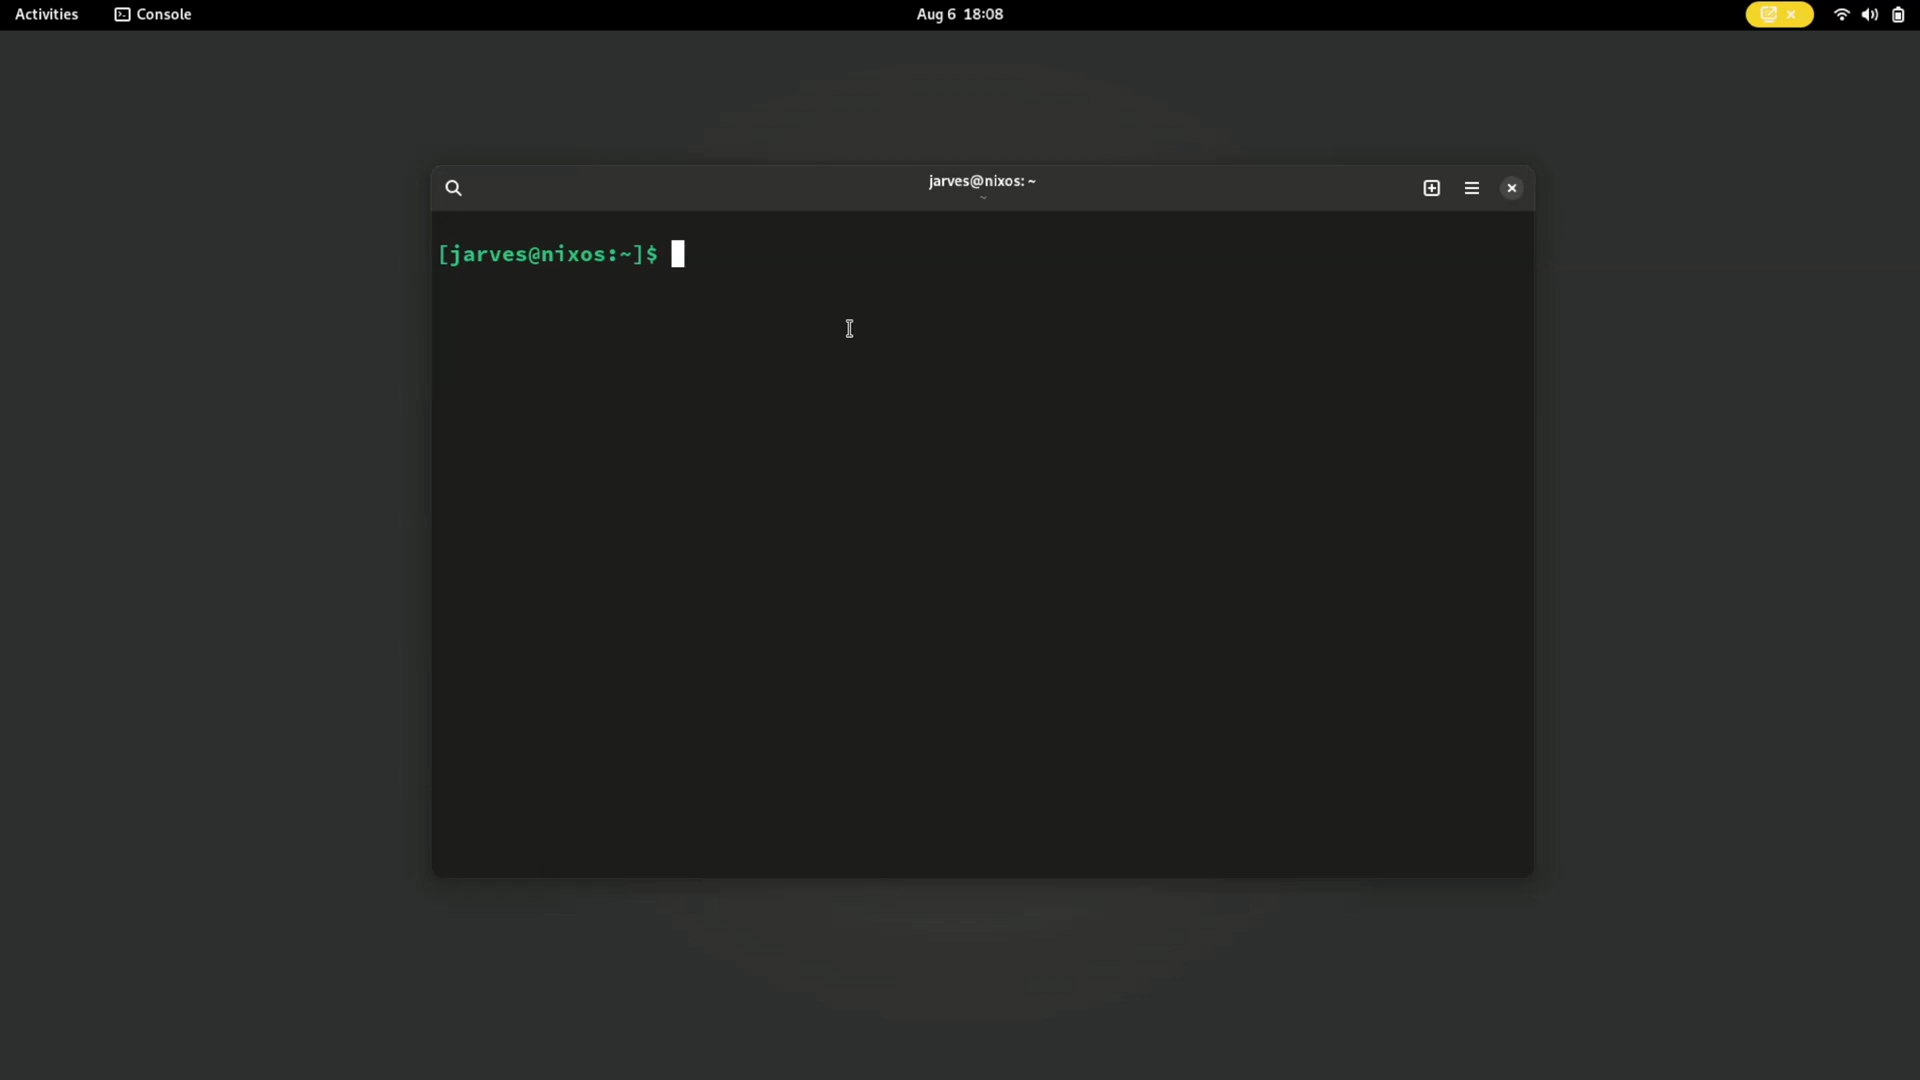 Activities Console Aug 6 18:08
jarves@nixos: ~
~
[jarves@nixos:~]$